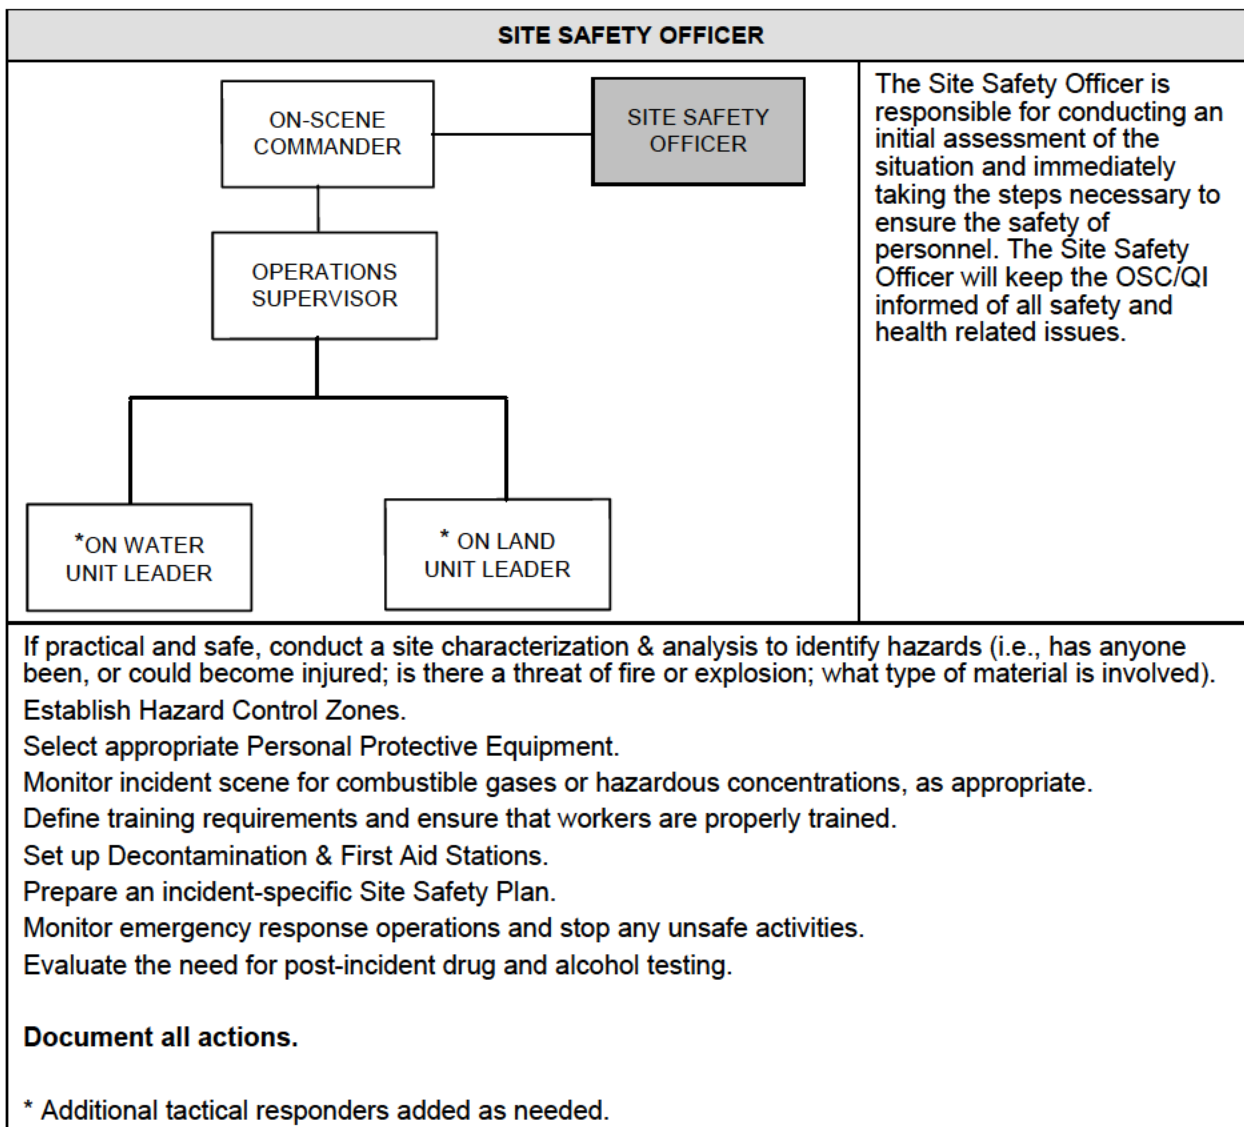 SITE SAFETY OFFICER
ON-SCENE
COMMANDER
SITE SAFETY
OFFICER
OPERATIONS
SUPERVISOR
*ON WATER
UNIT LEADER
* ON LAND
UNIT LEADER
The Site Safety Officer is
responsible for conducting an
initial assessment of the
situation and immediately
taking the steps necessary to
ensure the safety of
personnel. The Site Safety
Officer will keep the OSC/QI
informed of all safety and
health related issues.
If practical and safe, conduct a site characterization & analysis to identify hazards (i.e., has anyone
been, or could become injured; is there a threat of fire or explosion; what type of material is involved).
Establish Hazard Control Zones.
Select appropriate Personal Protective Equipment.
Monitor incident scene for combustible gases or hazardous concentrations, as appropriate.
Define training requirements and ensure that workers are properly trained.
Set up Decontamination & First Aid Stations.
Prepare an incident-specific Site Safety Plan.
Monitor emergency response operations and stop any unsafe activities.
Evaluate the need for post-incident drug and alcohol testing.
Document all actions.
* Additional tactical responders added as needed.